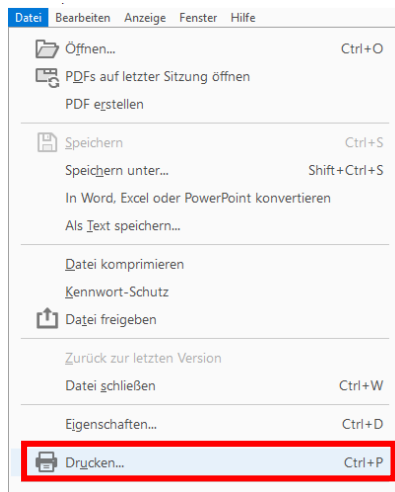 Datei Bearbeiten Anzeige Fenster Hilfe
Öffnen... Ctrl+O
PDFs auf letzter Sitzung öffnen
PDF erstellen
Speichern Ctrl+S
Speichern unter... Shift+Ctrl+S
In Word, Excel oder PowerPoint konvertieren
Als Text speichern...
Datei komprimieren
Kennwort-Schutz
Datei freigeben
Zurück zur letzten Version
Datei schließen Ctrl+W
Eigenschaften... Ctrl+D
Drucken... Ctrl+P